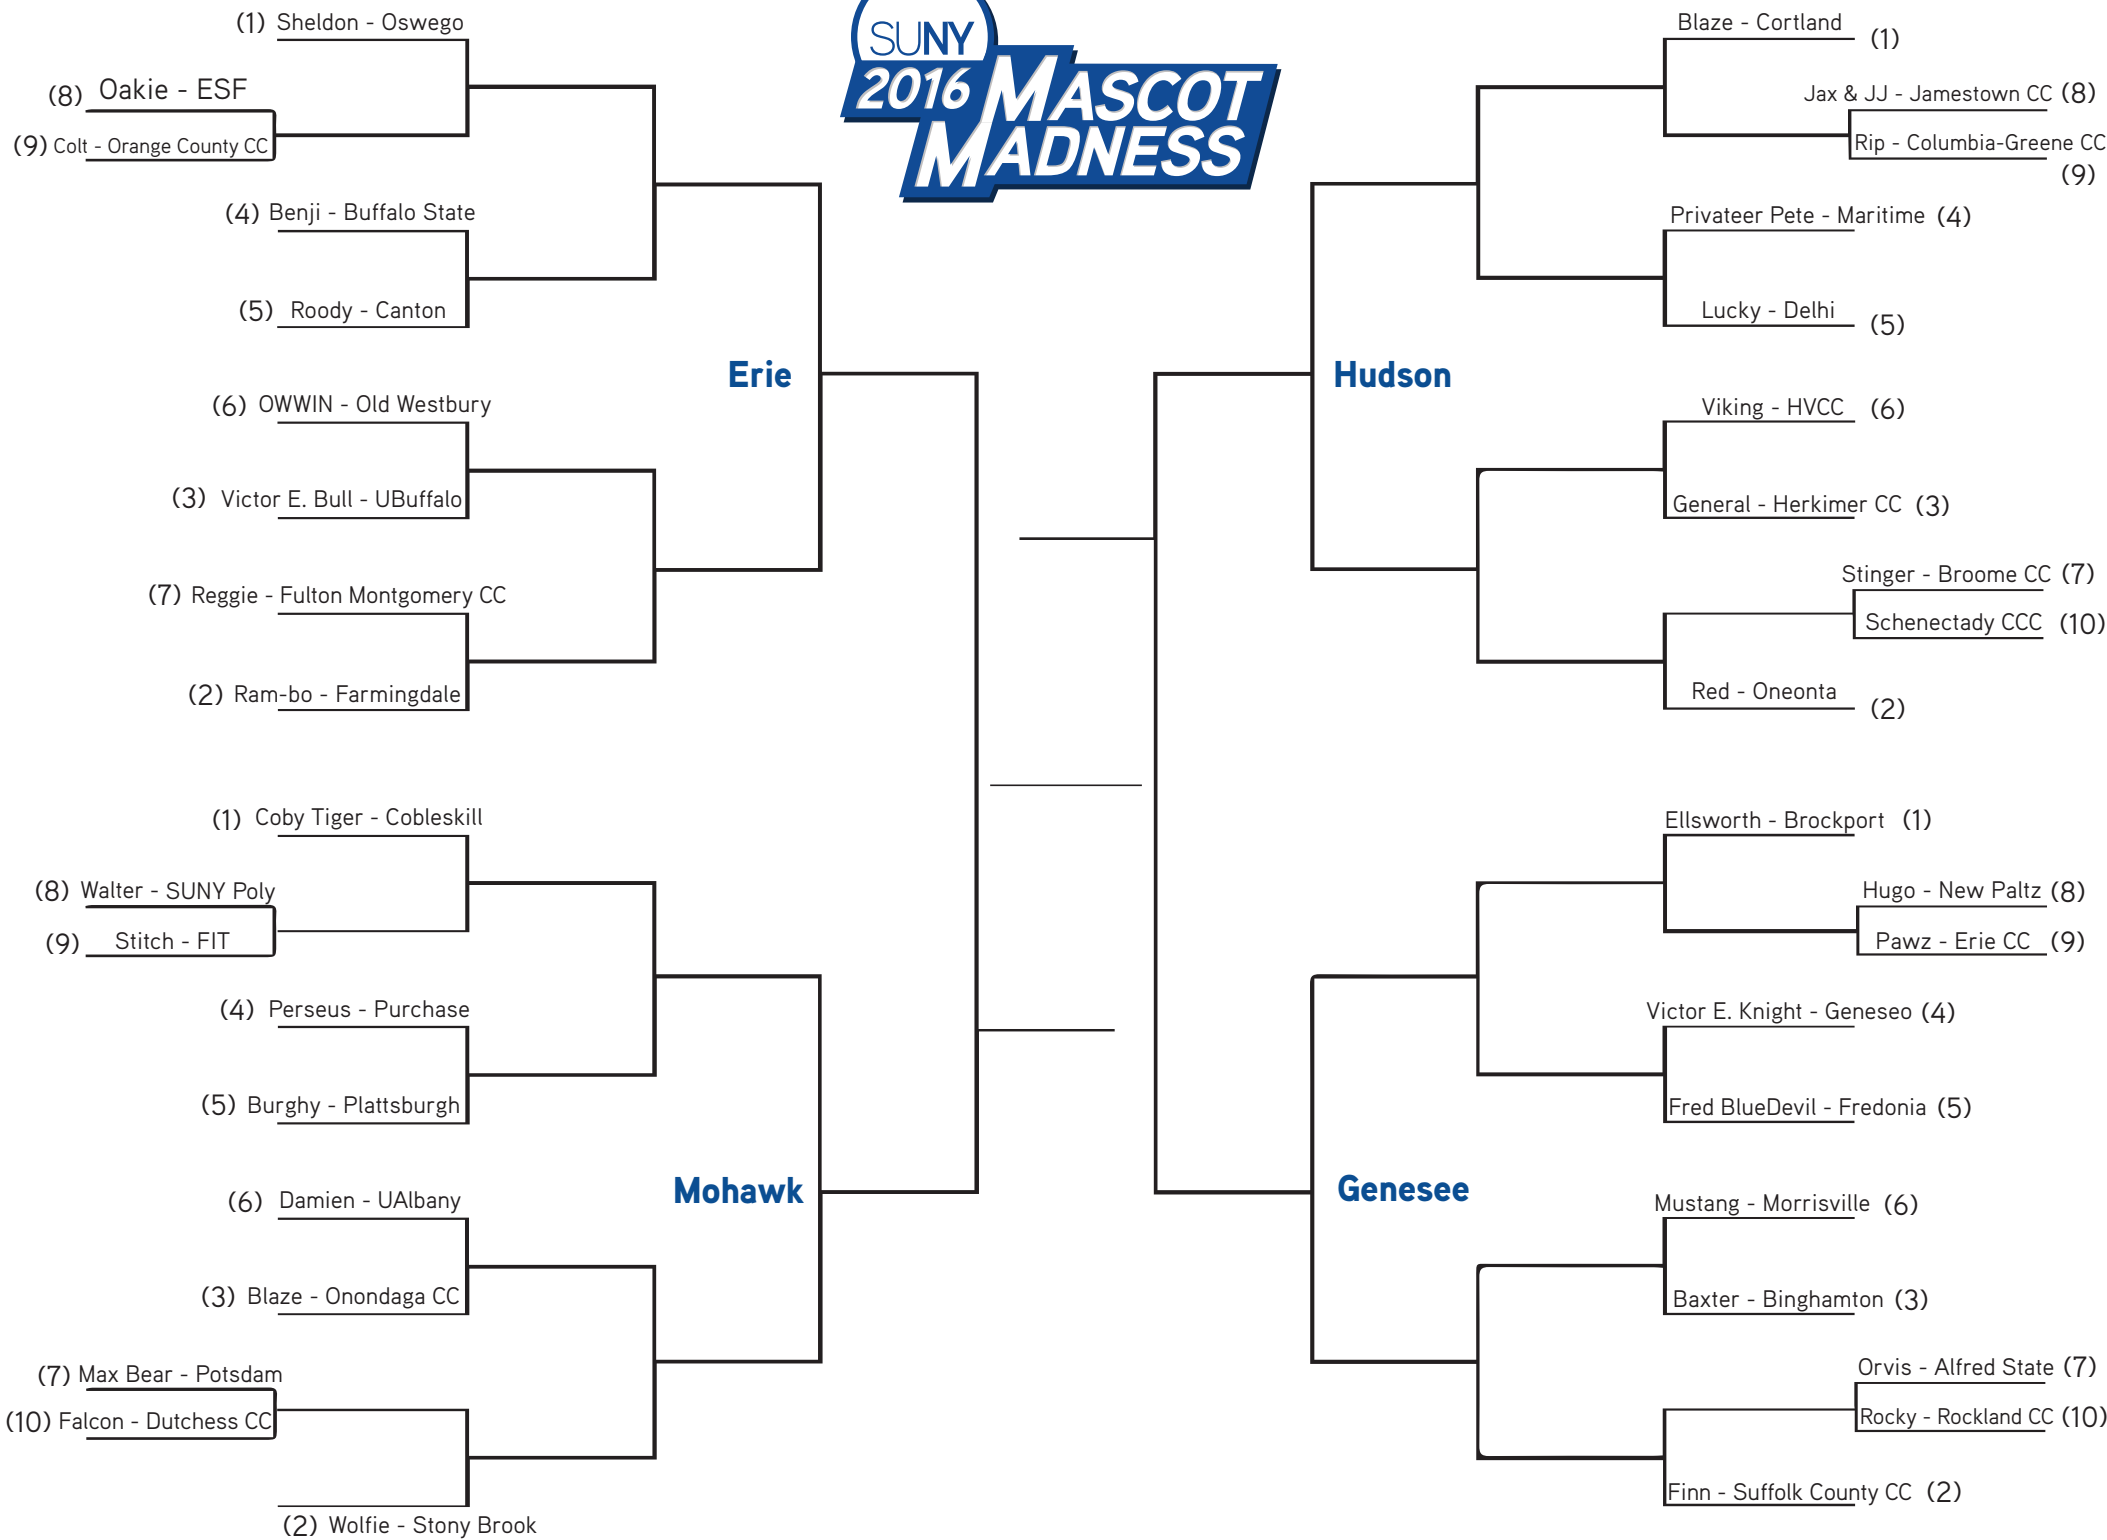 SUNY
2016 MASCOT
MADNESS
(1) Sheldon - Oswego
(8) Oakie - ESF
(9) Colt - Orange County CC
(4) Benji - Buffalo State
(5) Roody - Canton
Erie
(6) OWWIN - Old Westbury
(3) Victor E. Bull - UBuffalo
(7) Reggie - Fulton Montgomery CC
(2) Ram-bo - Farmingdale
(1) Coby Tiger - Cobleskill
(8) Walter - SUNY Poly
(9) Stitch - FIT
(4) Perseus - Purchase
(5) Burghy - Plattsburgh
Mohawk
(6) Damien - UAlbany
(3) Blaze - Onondaga CC
(7) Max Bear - Potsdam
(10) Falcon - Dutchess CC
(2) Wolfie - Stony Brook
Blaze - Cortland (1)
Jax & JJ - Jamestown CC (8)
Rip - Columbia-Greene CC
(9)
Privateer Pete - Maritime (4)
Lucky - Delhi (5)
Hudson
Viking - HVCC (6)
General - Herkimer CC (3)
Stinger - Broome CC (7)
Schenectady CCC (10)
Red - Oneonta (2)
Ellsworth - Brockport (1)
Hugo - New Paltz (8)
Pawz - Erie CC (9)
Victor E. Knight - Geneseo (4)
Fred BlueDevil - Fredonia (5)
Genesee
Mustang - Morrisville (6)
Baxter - Binghamton (3)
Orvis - Alfred State (7)
Rocky - Rockland CC (10)
Finn - Suffolk County CC (2)